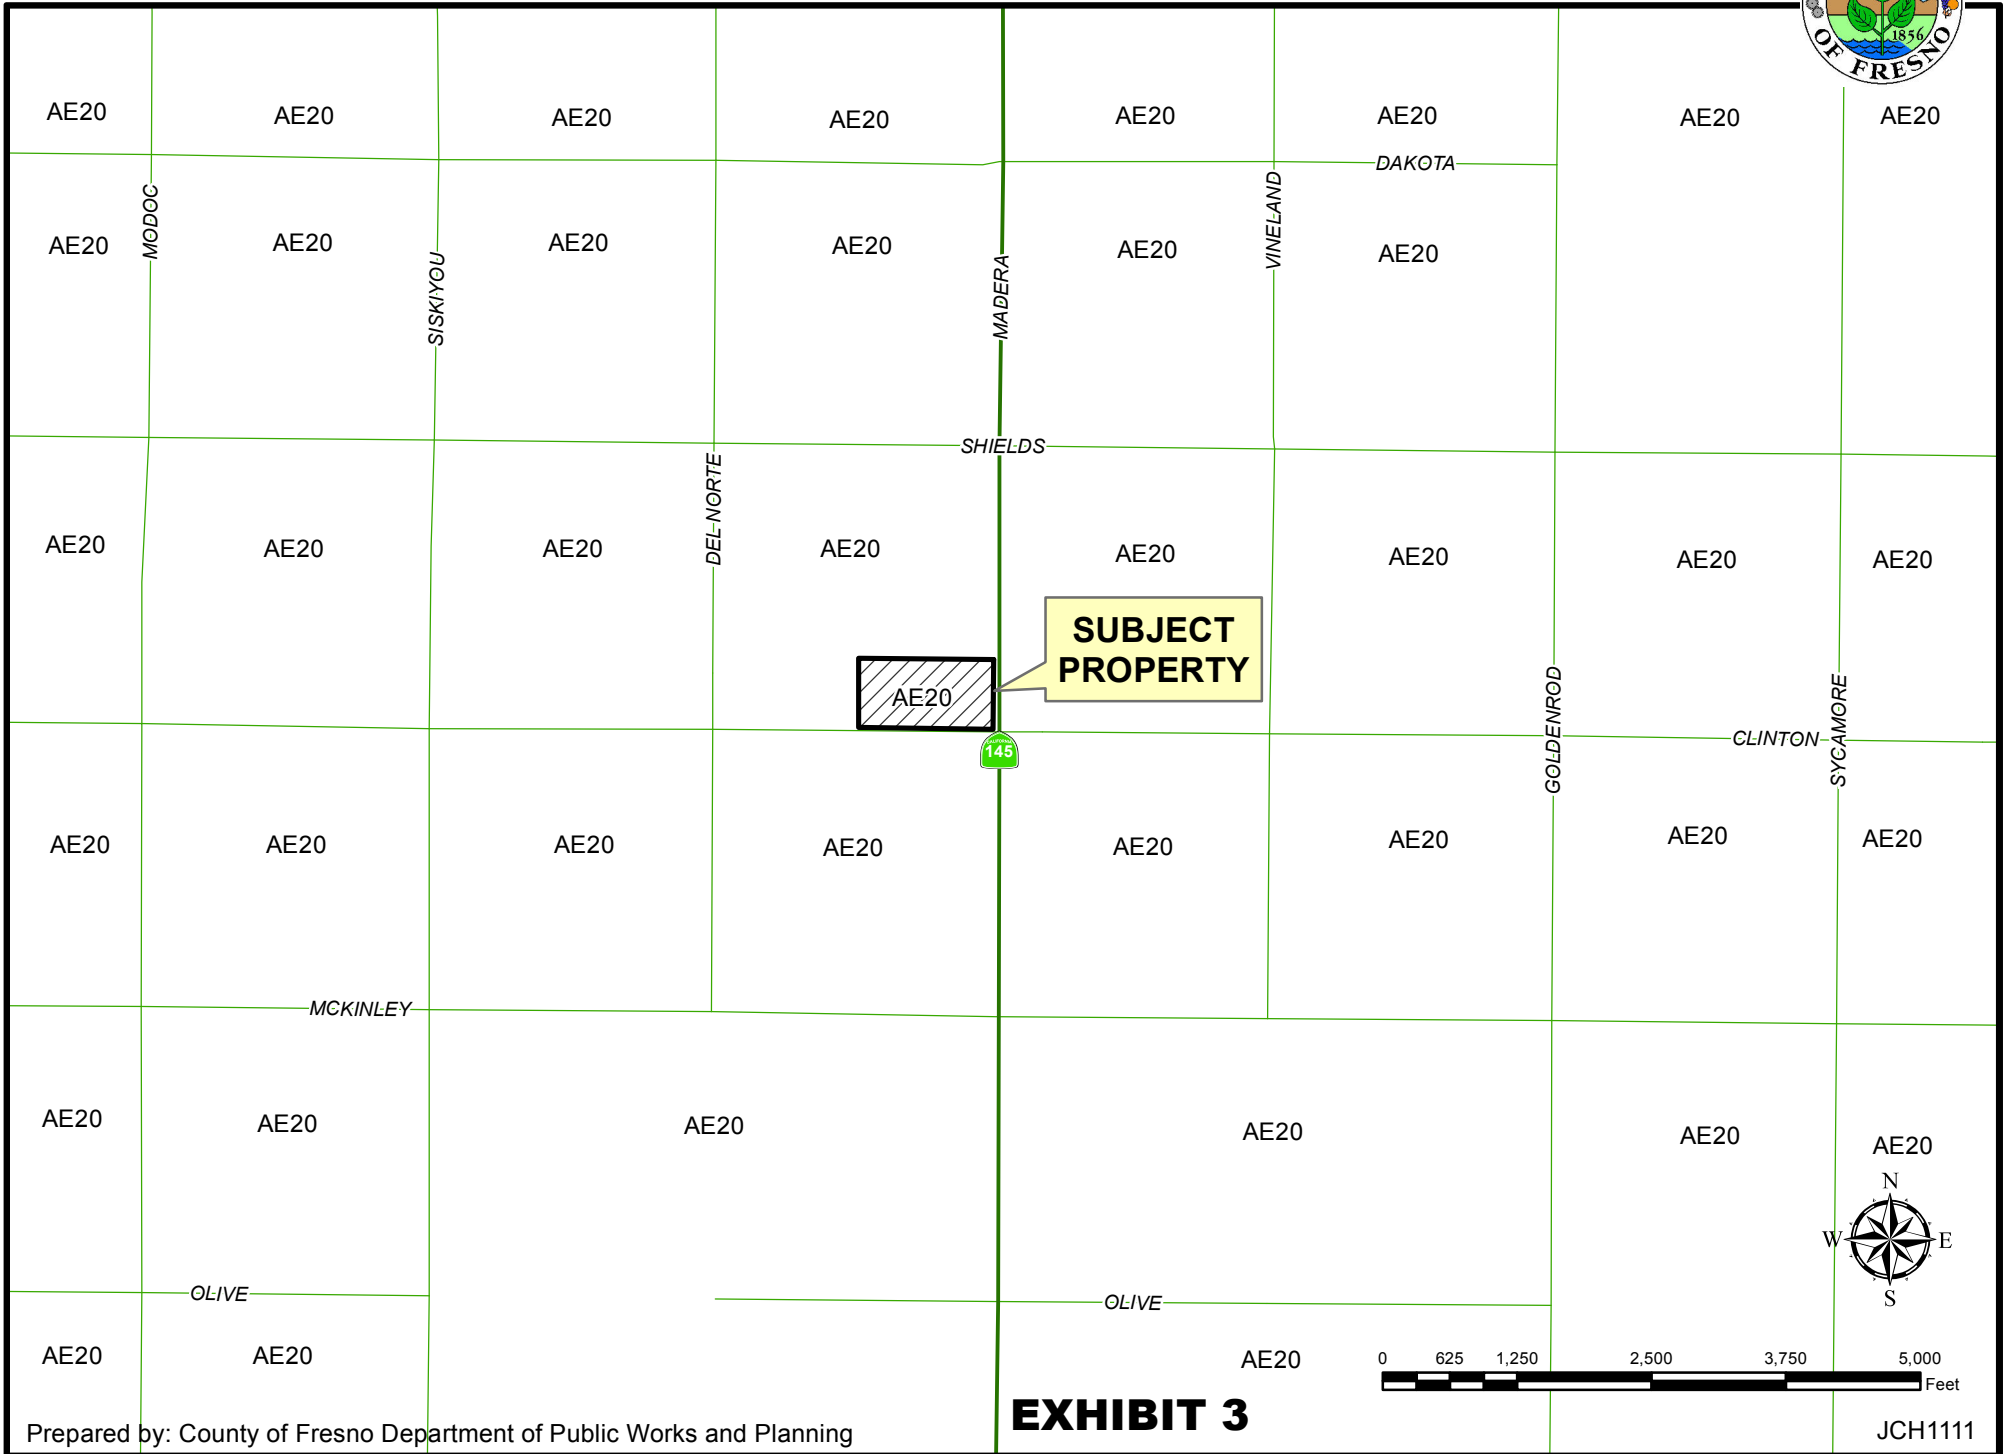 1856
OF FRESNO
AE20
AE20
AE20
AE20
AE20
AE20
AE20
AE20
DAKOTA
MODOC
SISKIYOU
MADERA
VINELAND
AE20
AE20
AE20
AE20
AE20
AE20
SHIELDS
DEL NORTE
AE20
AE20
AE20
AE20
AE20
AE20
AE20
AE20
SUBJECT
PROPERTY
AE20
GOLDENROD
SYCAMORE
CLINTON
CALIFORNIA
145
AE20
AE20
AE20
AE20
AE20
AE20
AE20
AE20
MCKINLEY
AE20
AE20
AE20
AE20
AE20
AE20
N
W
E
S
OLIVE
OLIVE
AE20
AE20
AE20
0 625 1,250 2,500 3,750 5,000
Feet
EXHIBIT 3
Prepared by: County of Fresno Department of Public Works and Planning
JCH1111